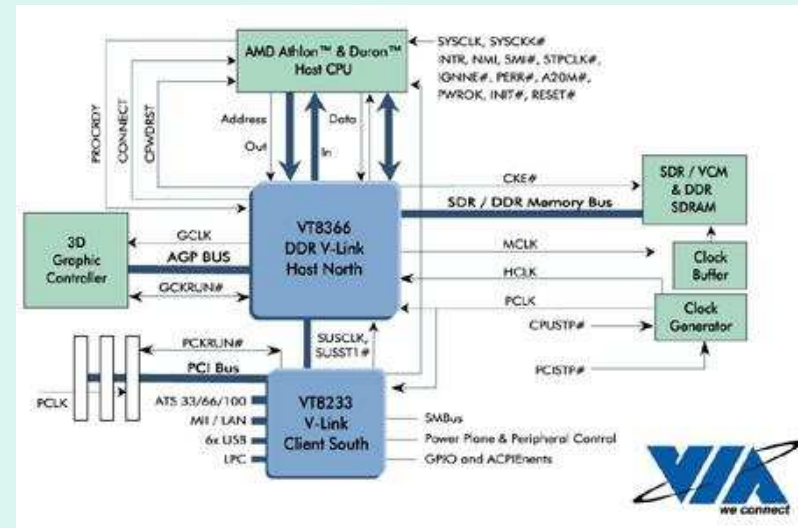 AMD Athlon™ & Duron™
Host CPU
SYSCLK, SYSCKK#
INTR, NMI, SMI#, STPCLK#,
IGNNE#, PERR#, A20M#,
PWROK, INIT#, RESET#
PROCRDY
CONNECT
CFWDRST
Address
Out
Data
In
CKE#
SDR / DDR Memory Bus
SDR / VCM
& DDR
SDRAM
VT8366
DDR V-Link
Host North
3D
Graphic
Controller
GCLK
AGP BUS
GCKRUN#
MCLK
HCLK
PCLK
Clock
Buffer
Clock
Generator
CPUSTP#
PCISTP#
PCKRUN#
SUSCLK,
SUSST1#
PCI Bus
PCLK
ATS 33/66/100
MII / LAN
6x USB
LPC
VT8233
V-Link
Client South
SMBus
Power Plane & Peripheral Control
GPIO and ACPIEnents
VIA
we connect